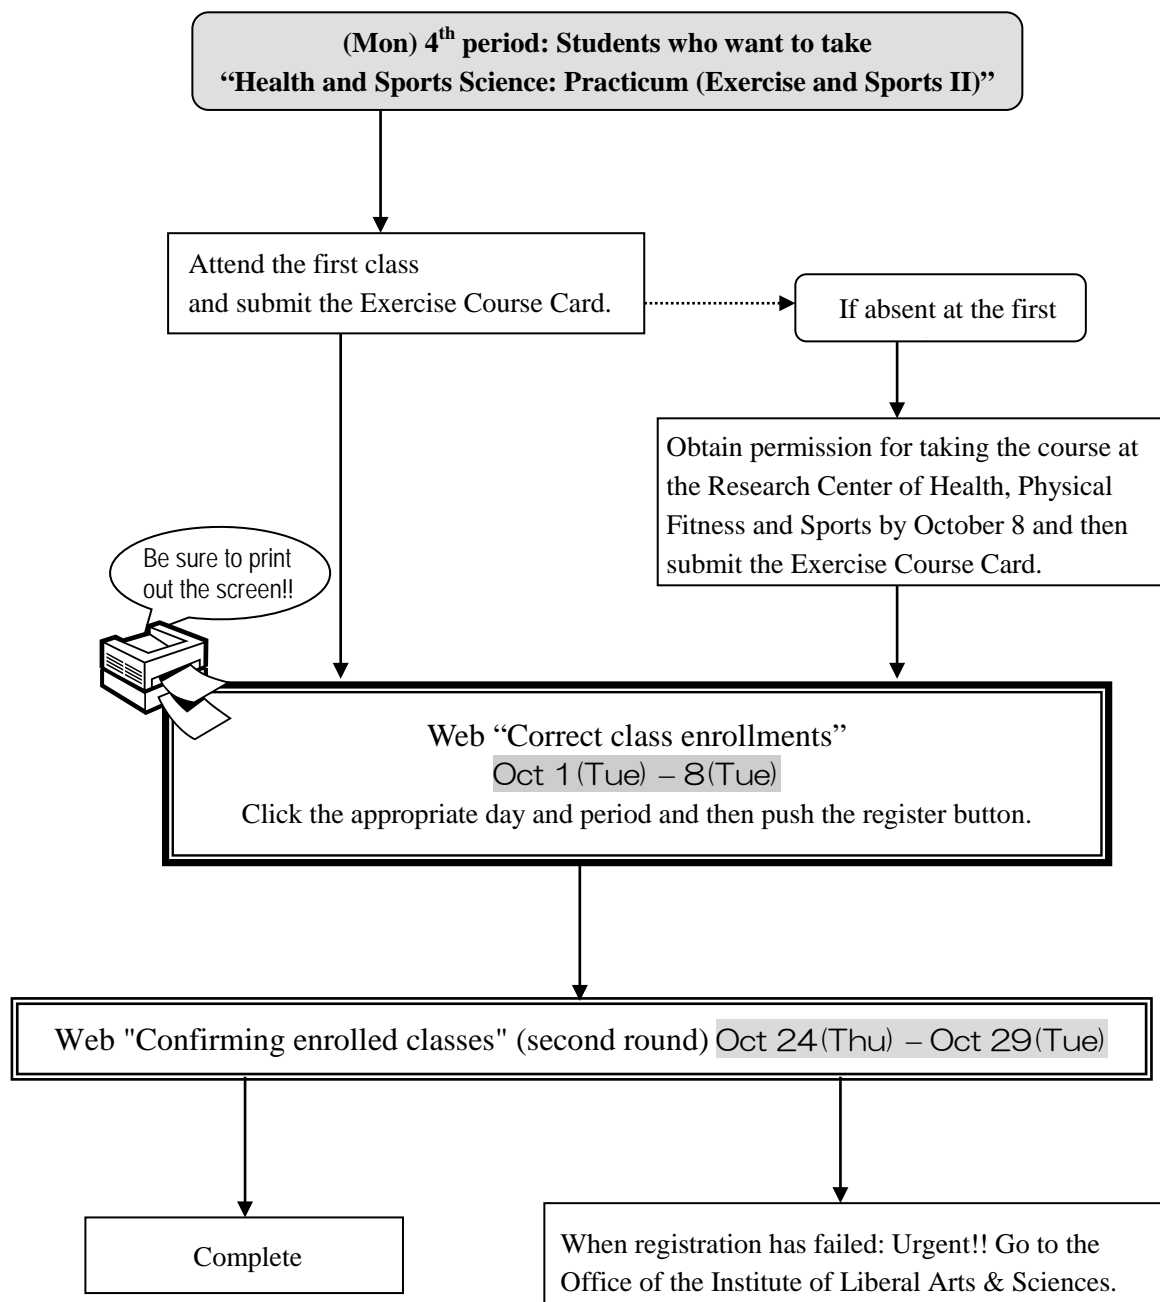 (Mon) 4th period: Students who want to take
“Health and Sports Science: Practicum (Exercise and Sports II)”
Attend the first class
and submit the Exercise Course Card.
If absent at the first
Obtain permission for taking the course at
the Research Center of Health, Physical
Fitness and Sports by October 8 and then
submit the Exercise Course Card.
Be sure to print
out the screen!!
Web “Correct class enrollments”
Oct 1(Tue) – 8(Tue)
Click the appropriate day and period and then push the register button.
Web "Confirming enrolled classes" (second round) Oct 24(Thu) – Oct 29(Tue)
Complete
When registration has failed: Urgent!! Go to the
Office of the Institute of Liberal Arts & Sciences.